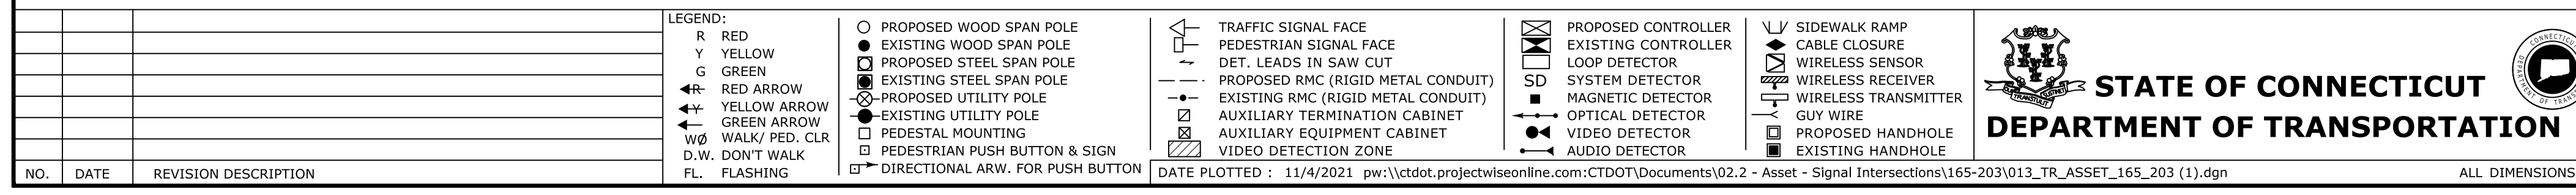 LEGEND:
R RED
Y YELLOW
G GREEN
R RED ARROW
Y YELLOW ARROW
GREEN ARROW
WØ WALK/ PED. CLR
D.W. DON'T WALK
FL. FLASHING
PROPOSED WOOD SPAN POLE
EXISTING WOOD SPAN POLE
PROPOSED STEEL SPAN POLE
EXISTING STEEL SPAN POLE
PROPOSED UTILITY POLE
EXISTING UTILITY POLE
PEDESTAL MOUNTING
PEDESTRIAN PUSH BUTTON & SIGN
DIRECTIONAL ARW. FOR PUSH BUTTON
TRAFFIC SIGNAL FACE
PEDESTRIAN SIGNAL FACE
DET. LEADS IN SAW CUT
PROPOSED RMC (RIGID METAL CONDUIT)
EXISTING RMC (RIGID METAL CONDUIT)
AUXILIARY TERMINATION CABINET
AUXILIARY EQUIPMENT CABINET
VIDEO DETECTION ZONE
PROPOSED CONTROLLER
EXISTING CONTROLLER
LOOP DETECTOR
SD SYSTEM DETECTOR
MAGNETIC DETECTOR
OPTICAL DETECTOR
VIDEO DETECTOR
AUDIO DETECTOR
SIDEWALK RAMP
CABLE CLOSURE
WIRELESS SENSOR
WIRELESS RECEIVER
WIRELESS TRANSMITTER
GUY WIRE
PROPOSED HANDHOLE
EXISTING HANDHOLE
STATE OF CONNECTICUT
DEPARTMENT OF TRANSPORTATION
NO. DATE REVISION DESCRIPTION
DATE PLOTTED : 11/4/2021 pw:\\ctdot.projectwiseonline.com:CTDOT\Documents\02.2 - Asset - Signal Intersections\165-203\013_TR_ASSET_165_203 (1).dgn
ALL DIMENSIONS